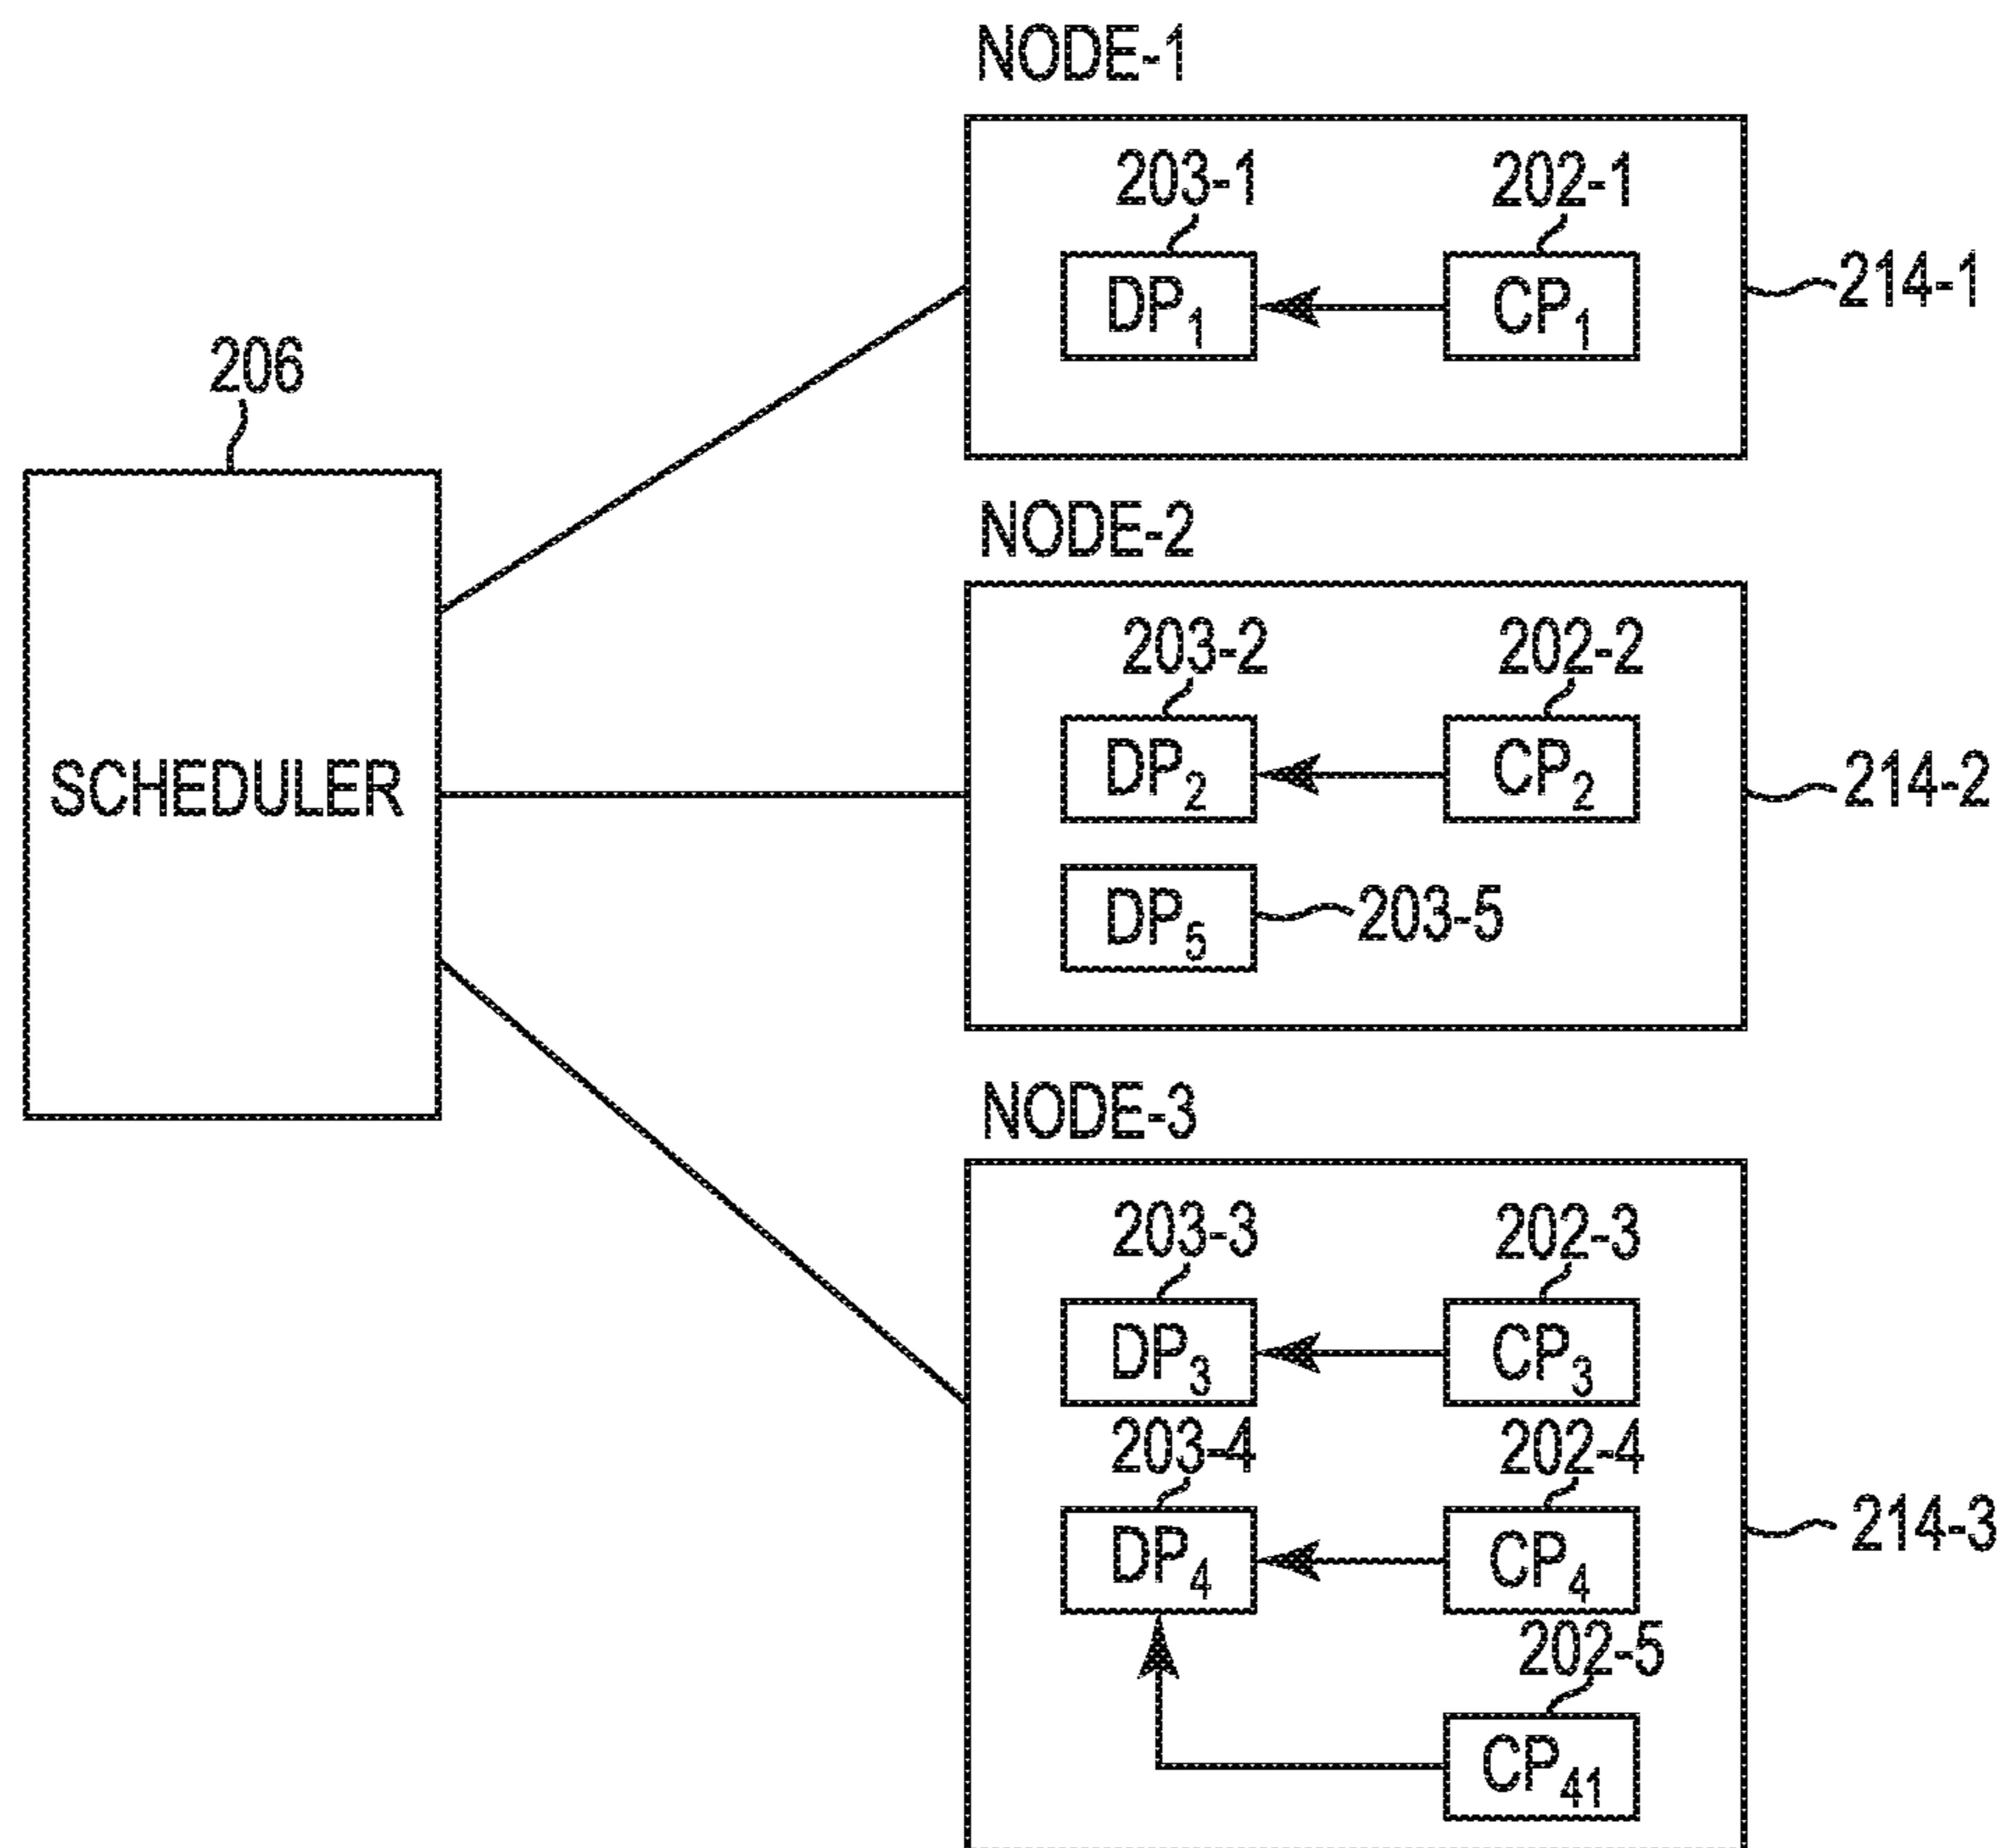 NODE-1
203-1 202-1
DP₁ CP₁
214-1
206
SCHEDULER
NODE-2
203-2 202-2
DP₂ CP₂
214-2
DP₅ 203-5
NODE-3
203-3 202-3
DP₃ CP₃
203-4 202-4
DP₄ CP₄
214-3
202-5
CP₄₁